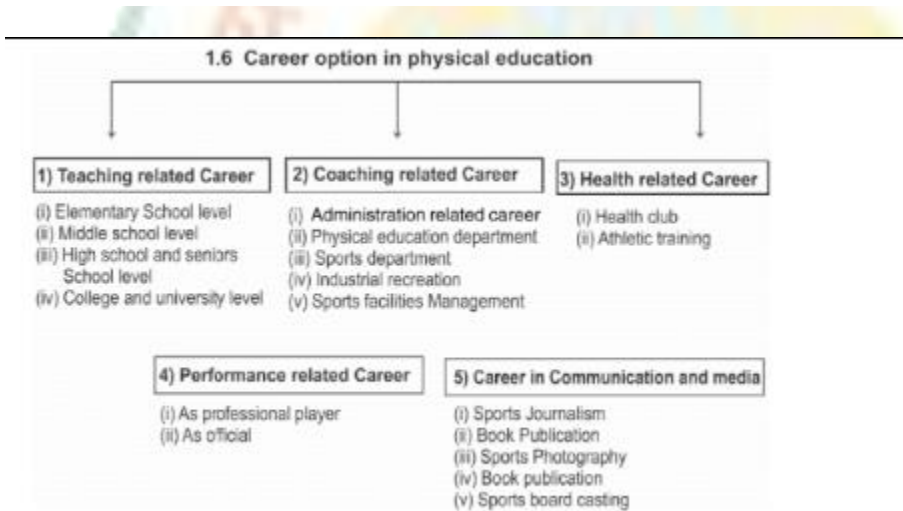 1.6 Career option in physical education
1) Teaching related Career
(i) Elementary School level
(ii) Middle school level
(iii) High school and seniors
School level
(iv) College and university level
2) Coaching related Career
(i) Administration related career
(ii) Physical education department
(iii) Sports department
(iv) Industrial recreation
(v) Sports facilities Management
3) Health related Career
(i) Health club
(ii) Athletic training
4) Performance related Career
(i) As professional player
(ii) As official
5) Career in Communication and media
(i) Sports Journalism
(ii) Book Publication
(iii) Sports Photography
(iv) Book publication
(v) Sports board casting